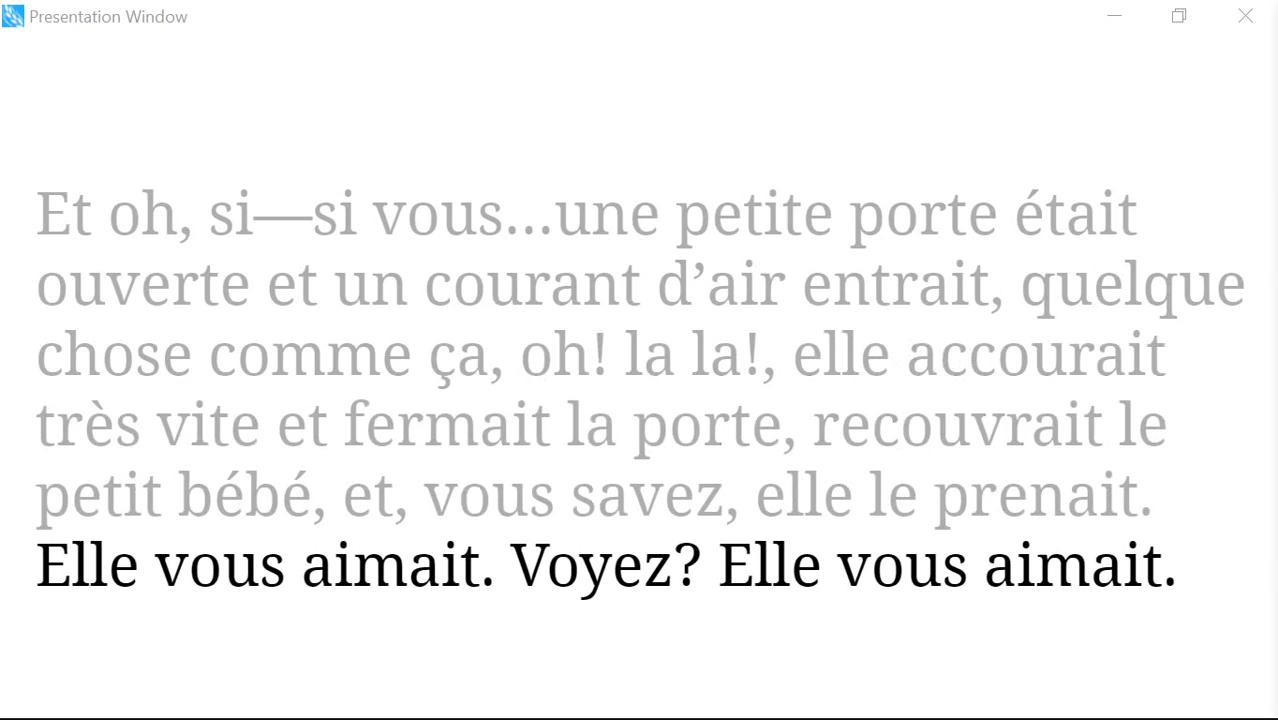 Presentation Window
Et oh, si—si vous...une petite porte était
ouverte et un courant d’air entrait, quelque
chose comme ça, oh! la la!, elle accourait
très vite et fermait la porte, recouvrait le
petit bébé, et, vous savez, elle le prenait.
Elle vous aimait. Voyez? Elle vous aimait.